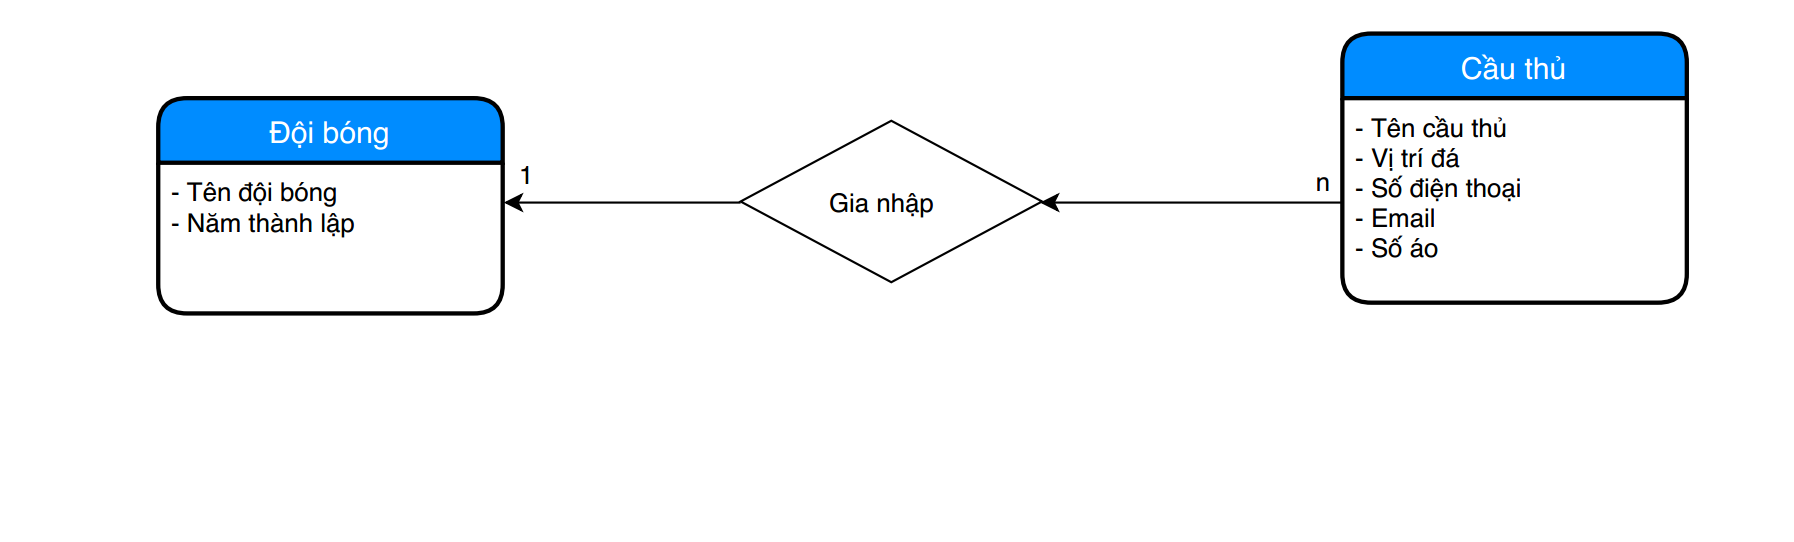 Đội bóng
- Tên đội bóng
- Năm thành lập
1
Gia nhập
n
Cầu thủ
- Tên cầu thủ
- Vị trí đá
- Số điện thoại
- Email
- Số áo